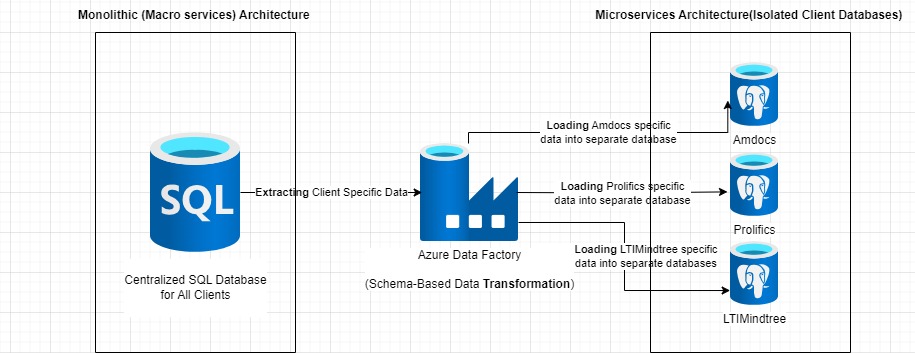 Monolithic (Macro services) Architecture
Microservices Architecture(Isolated Client Databases)
SQL
Centralized SQL Database
for All Clients
Extracting Client Specific Data
Azure Data Factory
(Schema-Based Data Transformation)
Loading Amdocs specific
data into separate database
Amdocs
Loading Prolifics specific
data into separate database
Prolifics
Loading LTIMindtree specific
data into separate databases
LTIMindtree